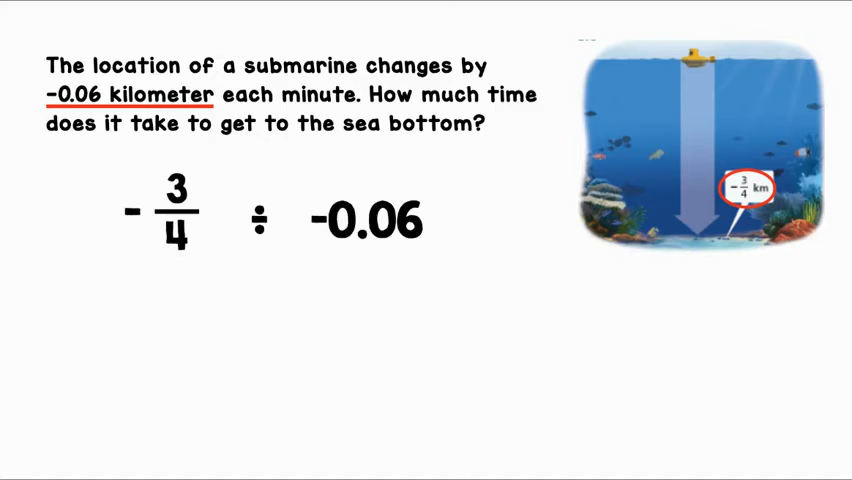 The location of a submarine changes by
-0.06 kilometer each minute. How much time
does it take to get to the sea bottom?
- 3/4 ÷ -0.06
- 3/4 km